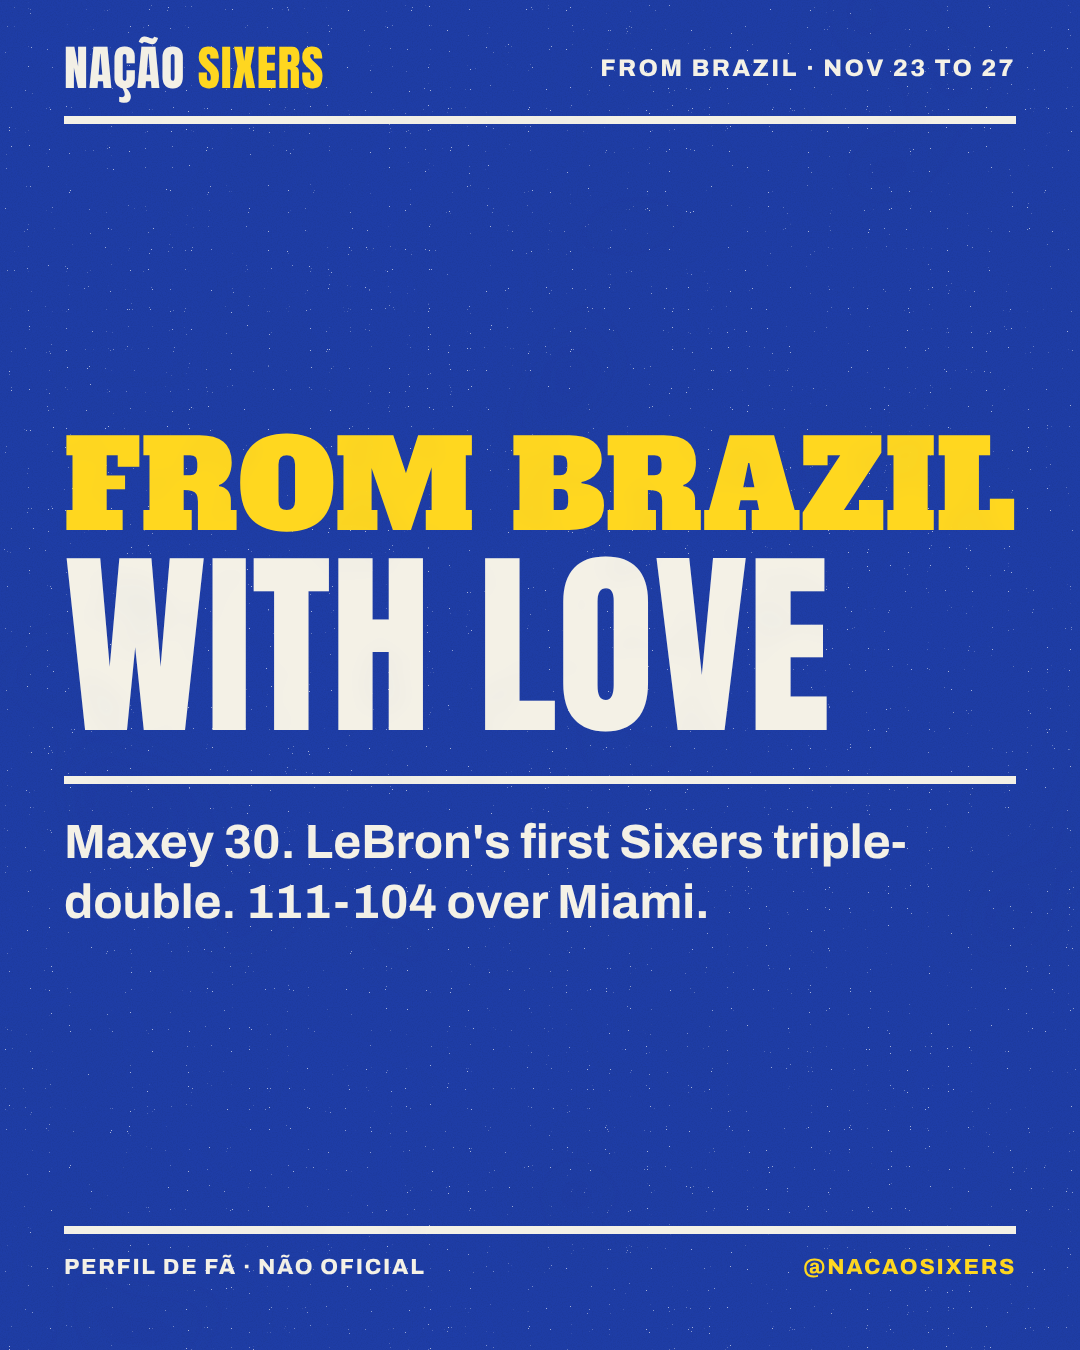 NAÇÃO SIXERS
FROM BRAZIL · NOV 23 TO 27
FROM BRAZIL
WITH LOVE
Maxey 30. LeBron's first Sixers triple-
double. 111-104 over Miami.
PERFIL DE FÃ · NÃO OFICIAL
@NACAOSIXERS